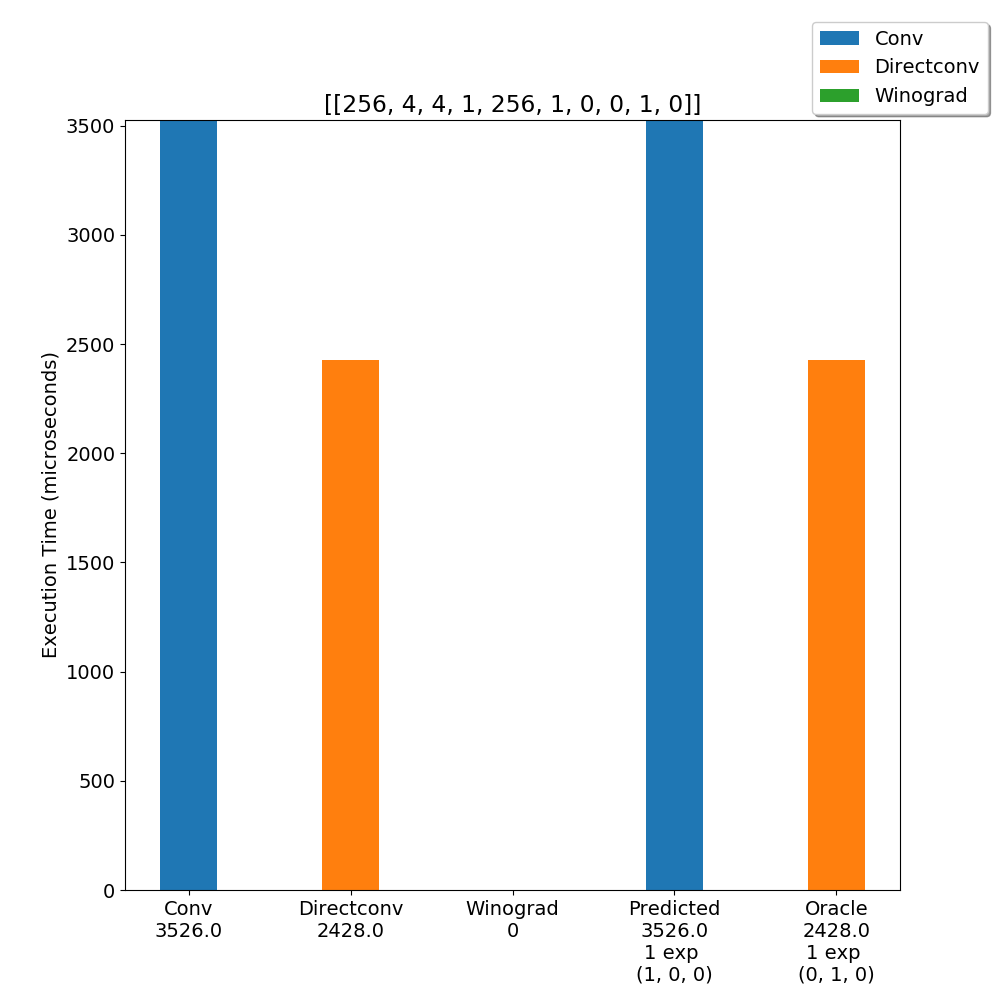 Conv
Directconv
Winograd
[[256, 4, 4, 1, 256, 1, 0, 0, 1, 0]]
Execution Time (microseconds)
3500
3000
2500
2000
1500
1000
500
0
Conv
3526.0
Directconv
2428.0
Winograd
0
Predicted
3526.0
1 exp
(1, 0, 0)
Oracle
2428.0
1 exp
(0, 1, 0)